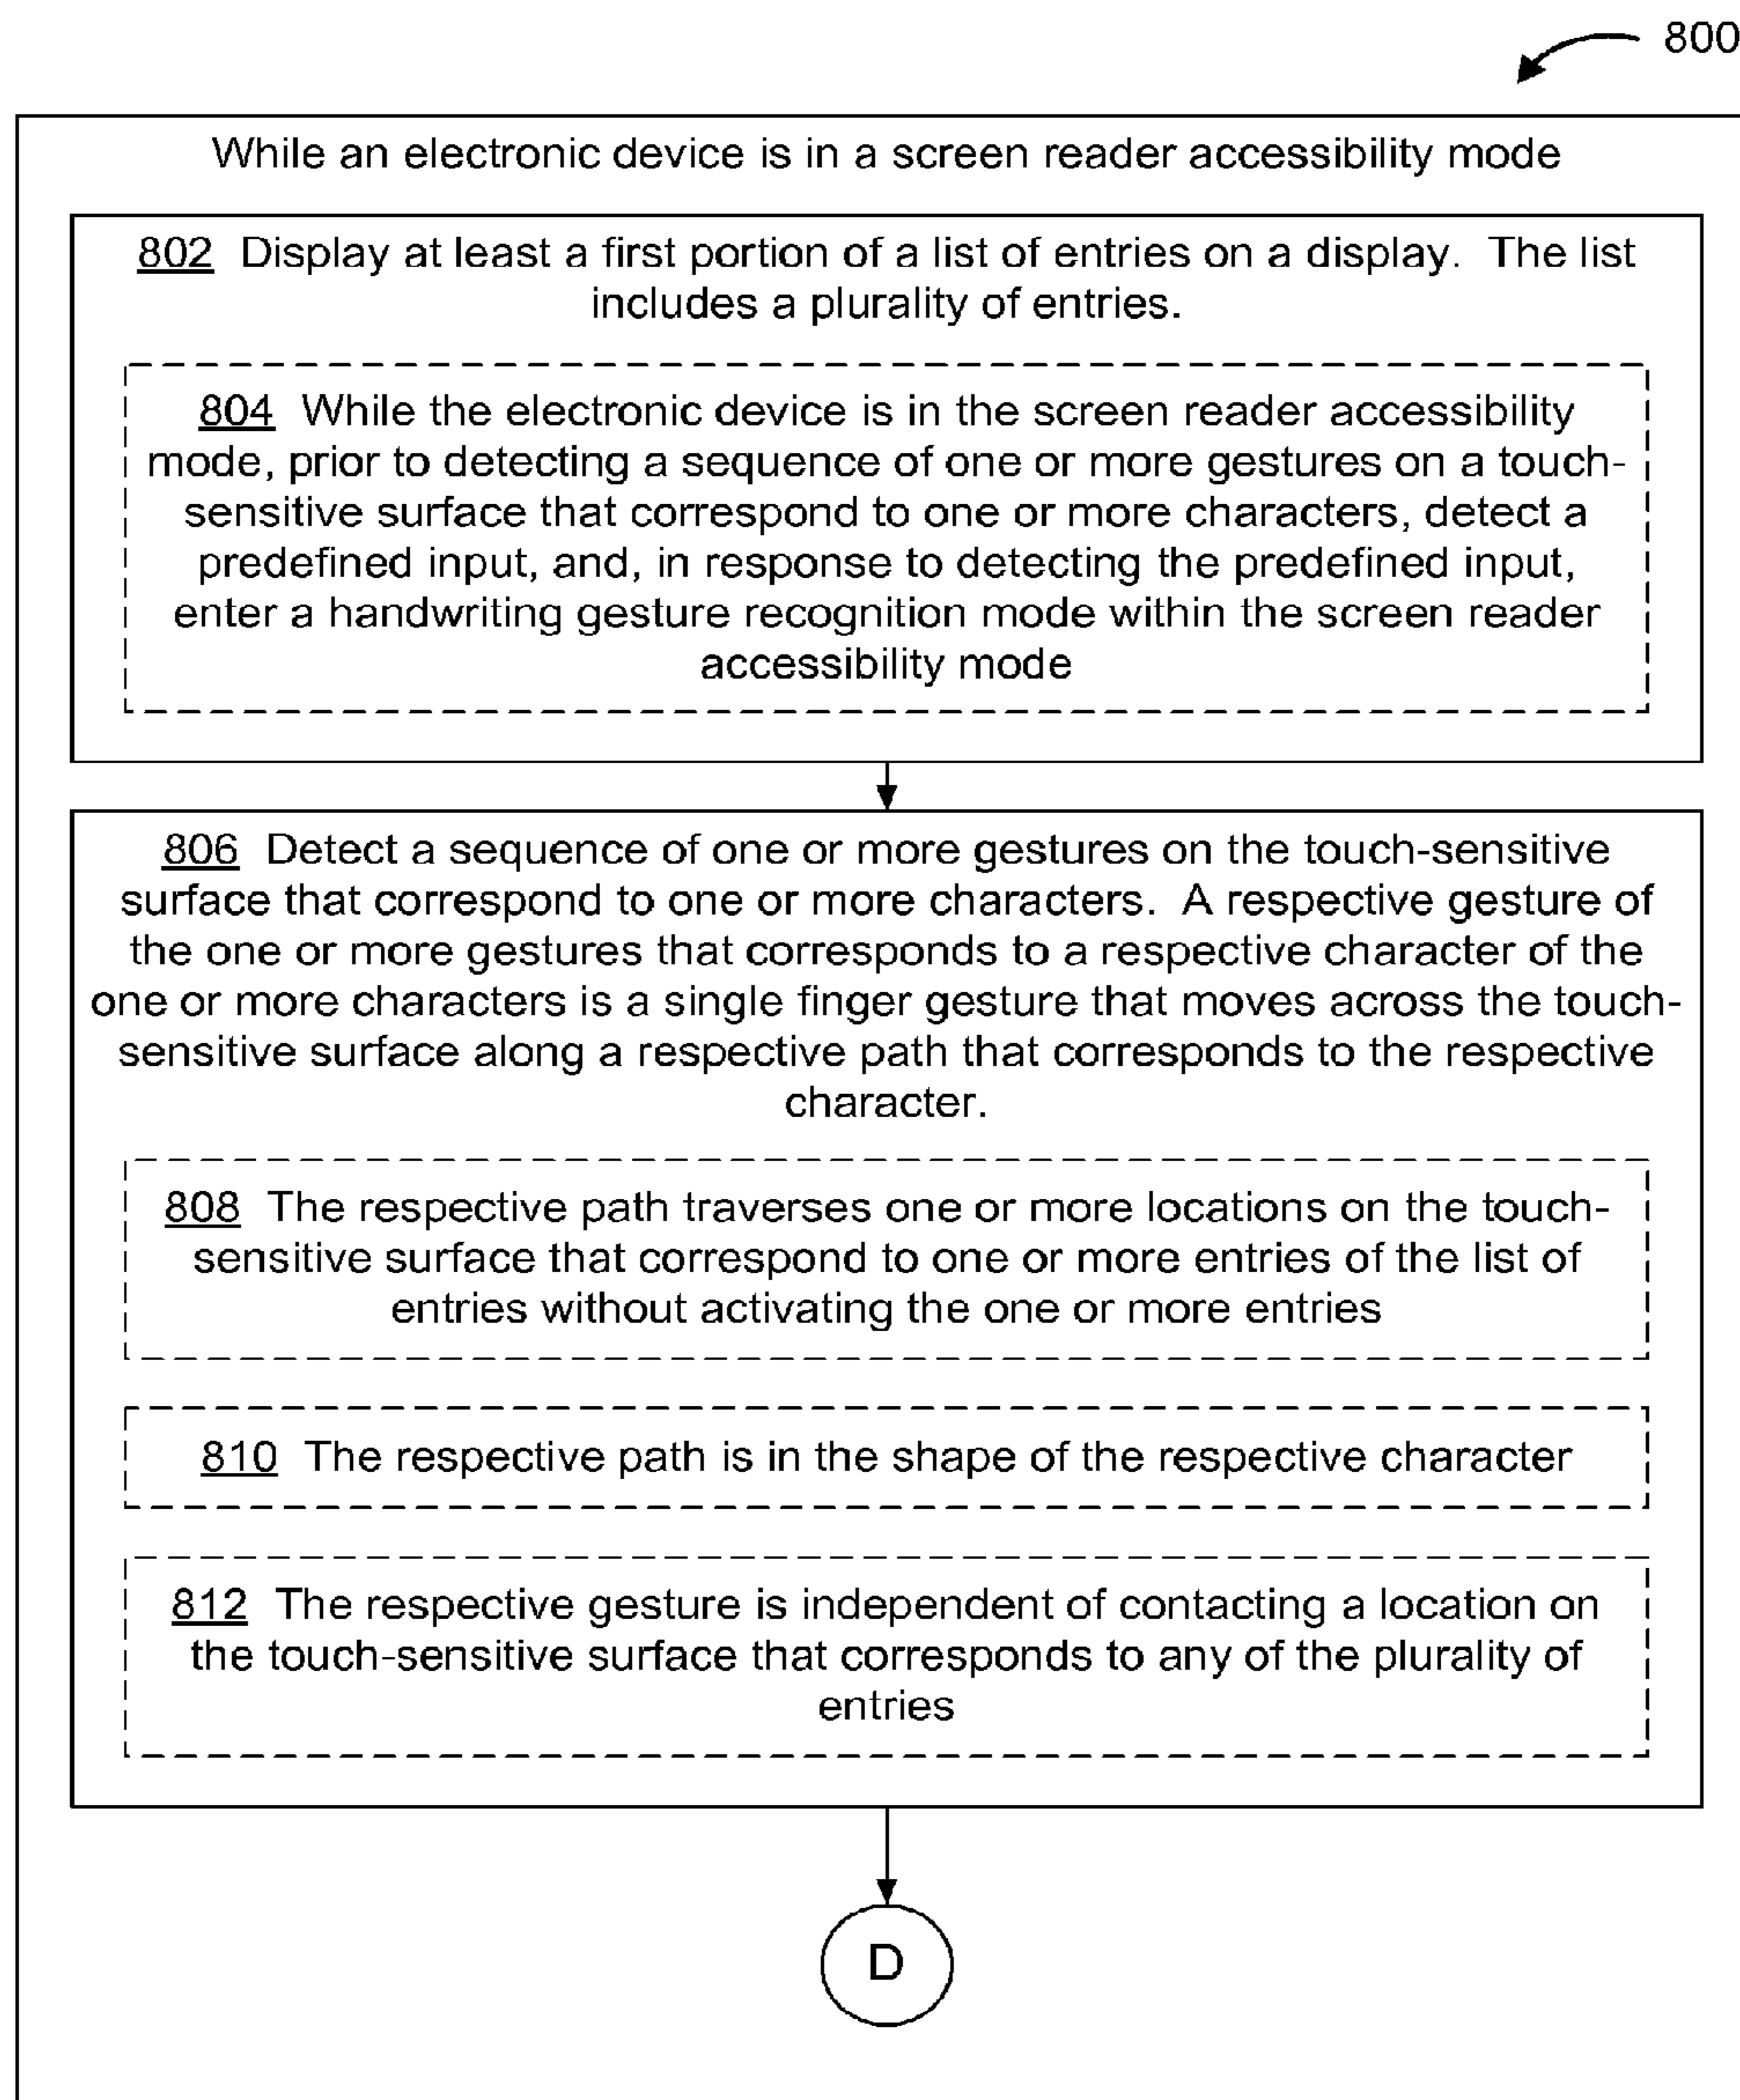 800
While an electronic device is in a screen reader accessibility mode
802 Display at least a first portion of a list of entries on a display. The list
includes a plurality of entries.
804 While the electronic device is in the screen reader accessibility
mode, prior to detecting a sequence of one or more gestures on a touch-
sensitive surface that correspond to one or more characters, detect a
predefined input, and, in response to detecting the predefined input,
enter a handwriting gesture recognition mode within the screen reader
accessibility mode
806 Detect a sequence of one or more gestures on the touch-sensitive
surface that correspond to one or more characters. A respective gesture of
the one or more gestures that corresponds to a respective character of the
one or more characters is a single finger gesture that moves across the touch-
sensitive surface along a respective path that corresponds to the respective
character.
808 The respective path traverses one or more locations on the touch-
sensitive surface that correspond to one or more entries of the list of
entries without activating the one or more entries
810 The respective path is in the shape of the respective character
812 The respective gesture is independent of contacting a location on
the touch-sensitive surface that corresponds to any of the plurality of
entries
D